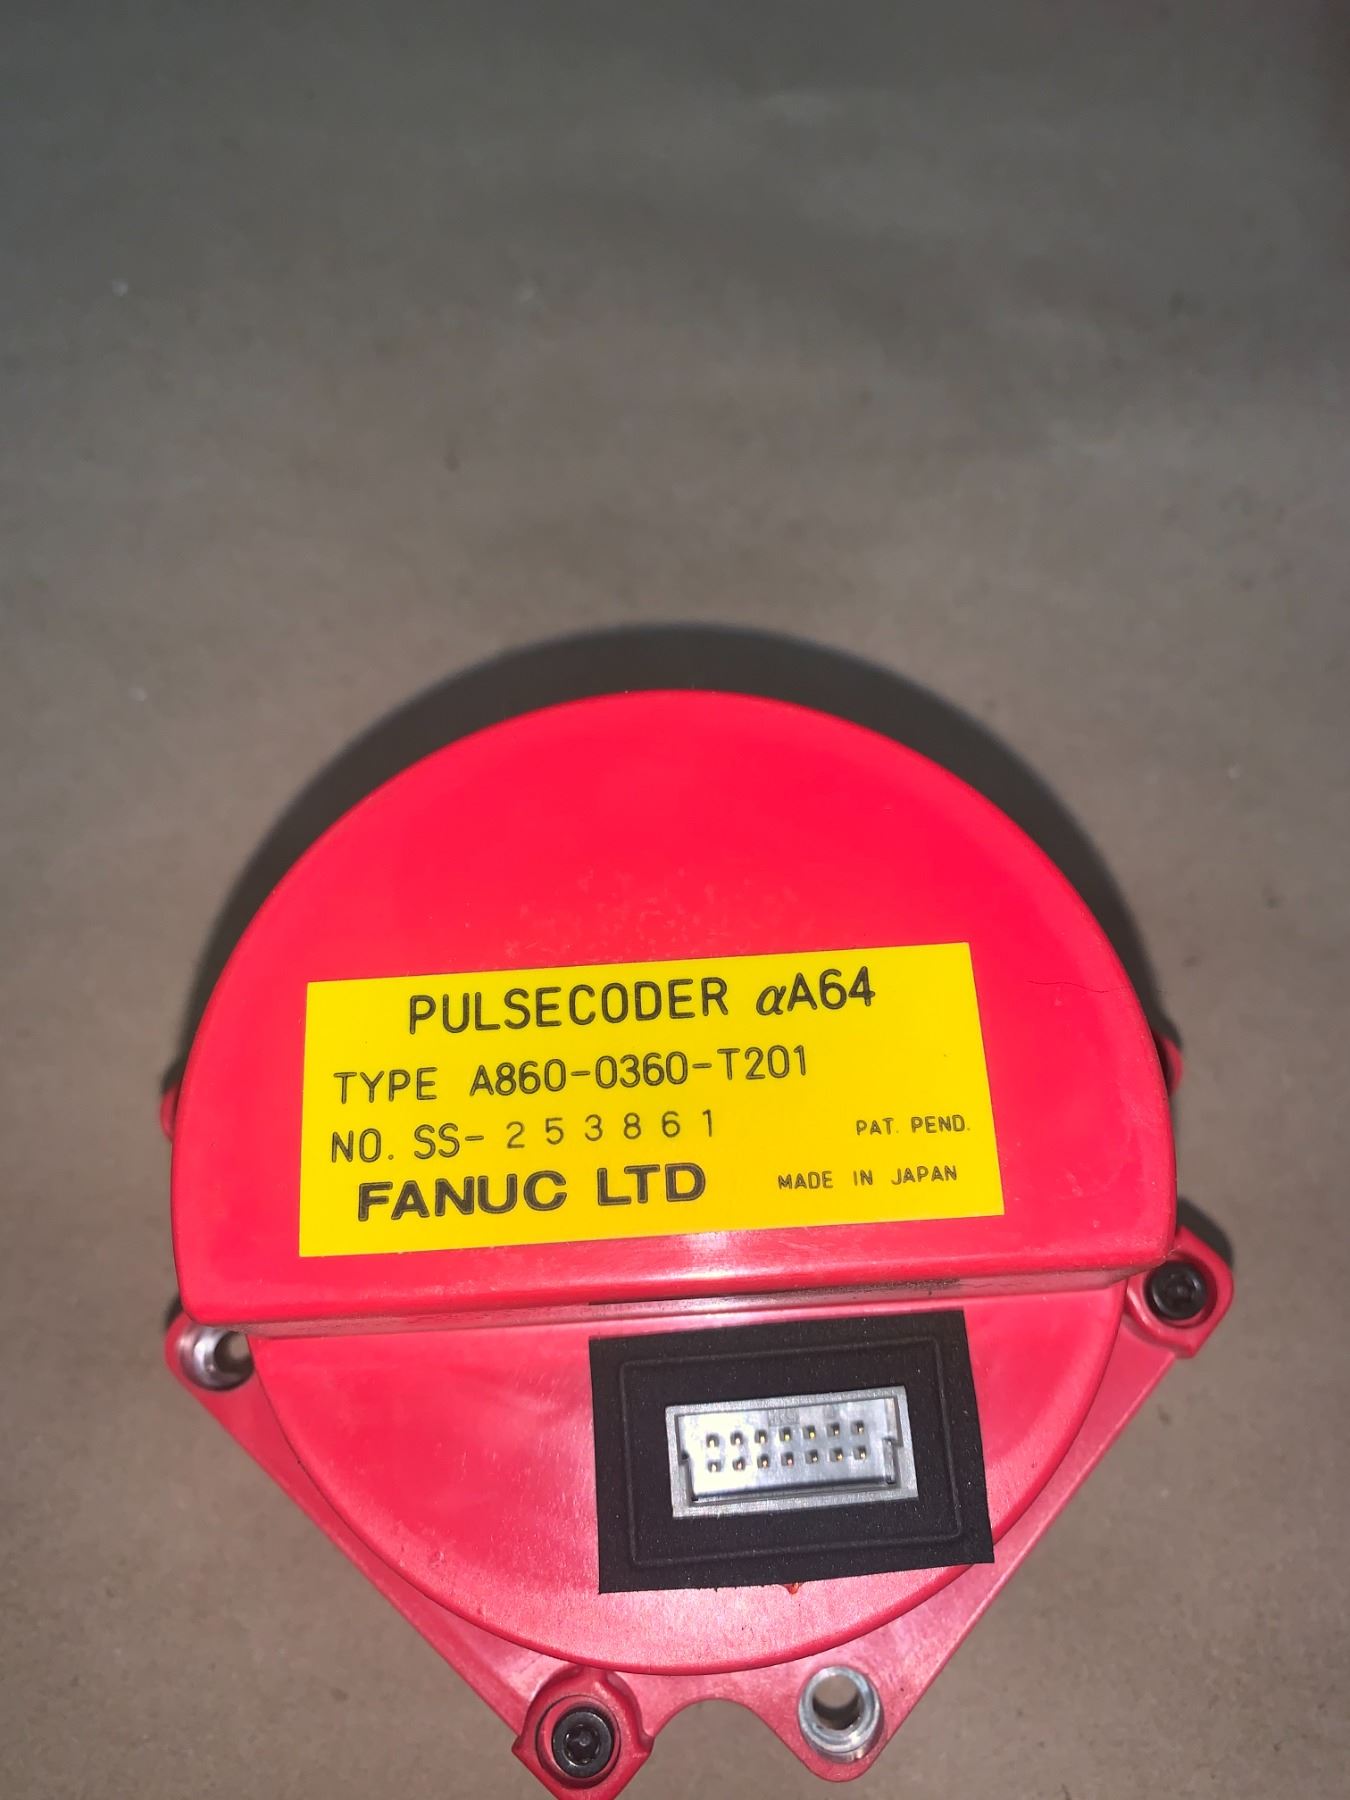 PULSECODER αA64
TYPE A860-0360-T201
NO. SS-253861 PAT. PEND.
FANUC LTD MADE IN JAPAN